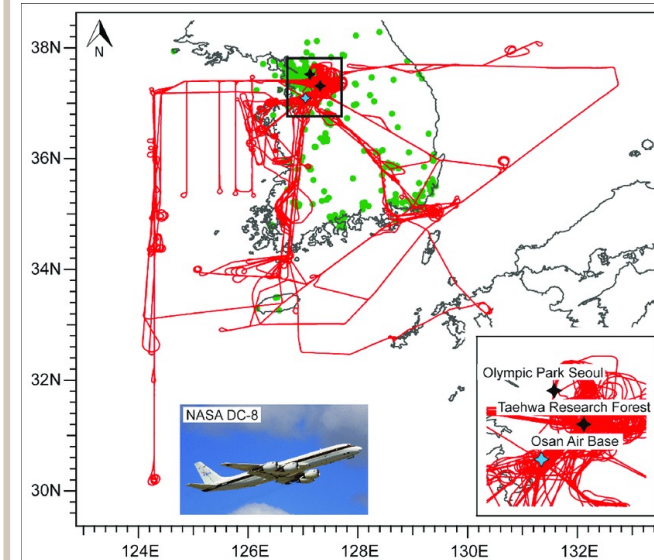 38N
N
36N
34N
32N
30N
124E
126E
128E
130E
132E
NASA DC-8
Olympic Park Seoul
Taehwa Research Forest
Osan Air Base